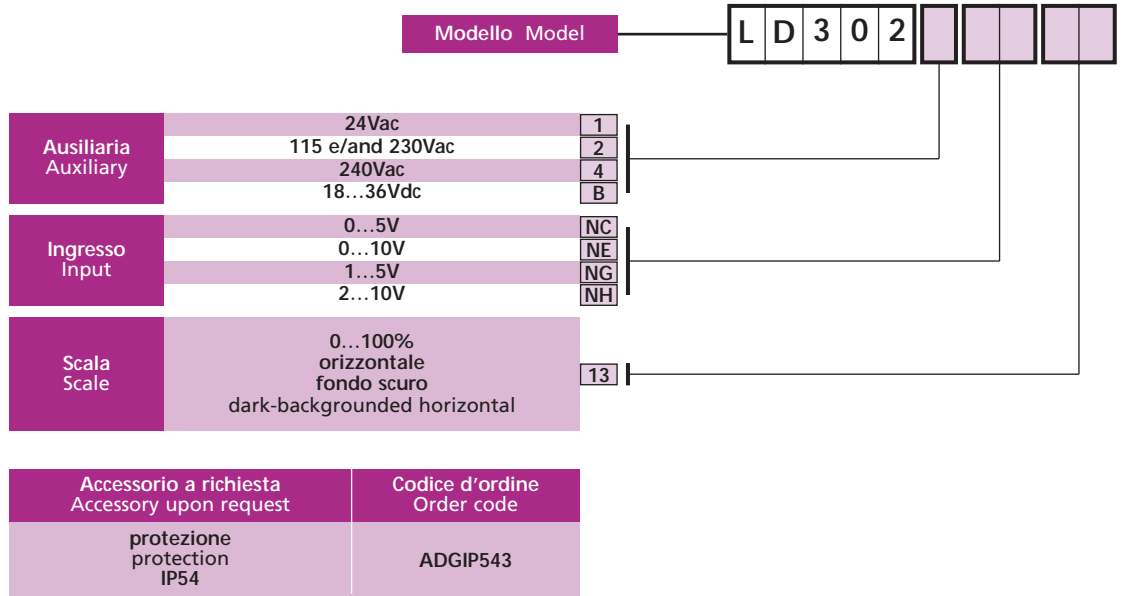 Modello Model
L D 3 0 2
Ausiliaria
Auxiliary
24Vac 1
115 e/and 230Vac 2
240Vac 4
18...36Vdc B
Ingresso
Input
0...5V NC
0...10V NE
1...5V NG
2...10V NH
Scala
Scale
0...100%
orizzontale
fondo scuro
dark-backgrounded horizontal
13
Accessorio a richiesta
Accessory upon request
Codice d'ordine
Order code
protezione
protection
IP54
ADGIP543